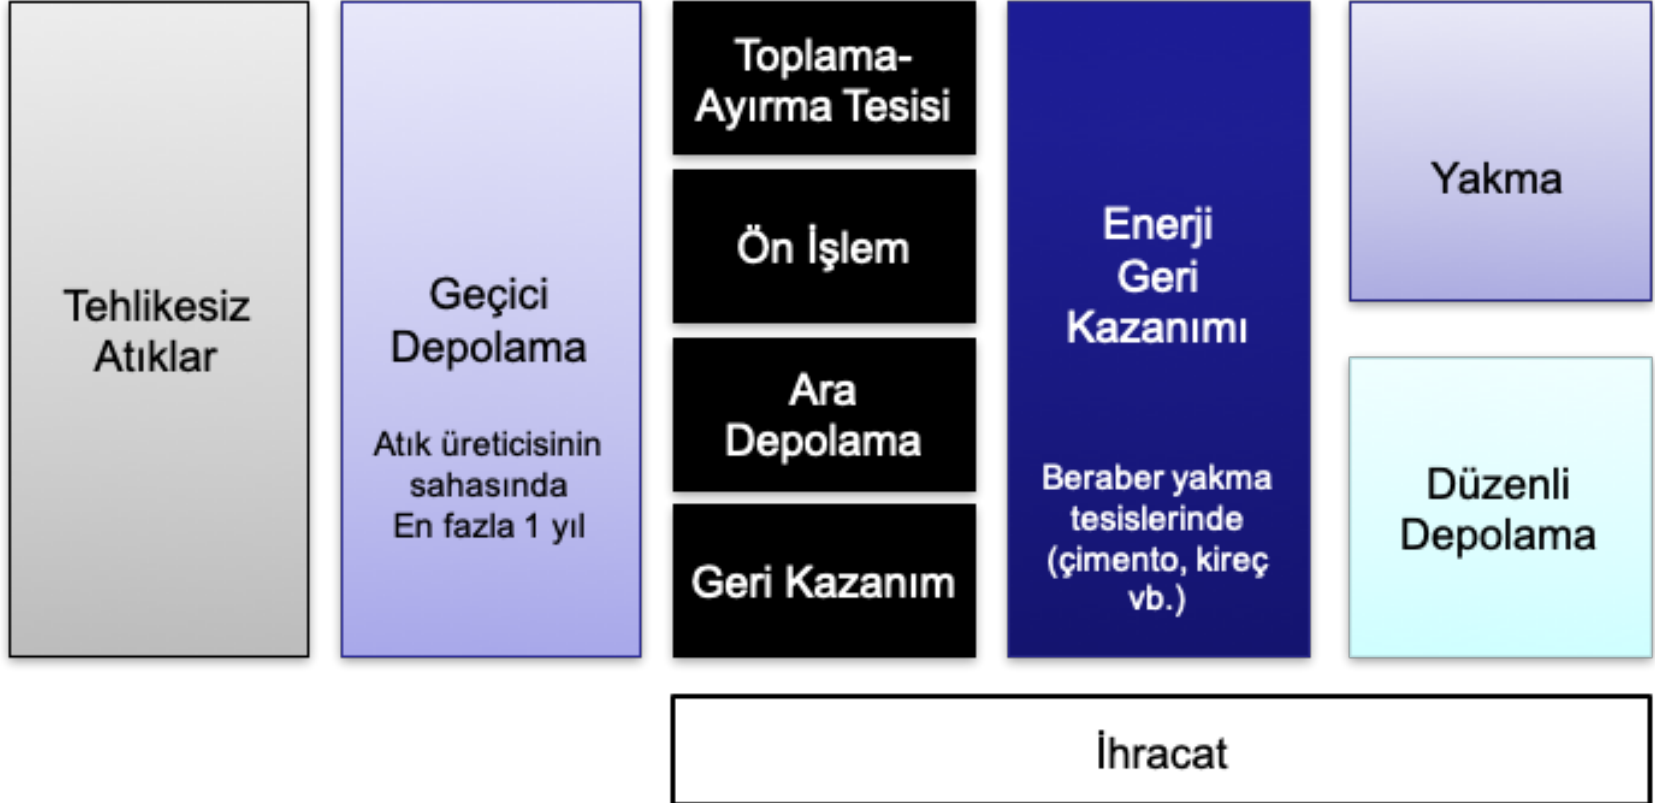 Tehlikesiz
Atıklar
Geçici
Depolama
Atık üreticisinin
sahasında
En fazla 1 yıl
Toplama-
Ayırma Tesisi
Ön İşlem
Ara
Depolama
Geri Kazanım
Enerji
Geri
Kazanımı
Beraber yakma
tesislerinde
(çimento, kireç
vb.)
Yakma
Düzenli
Depolama
İhracat